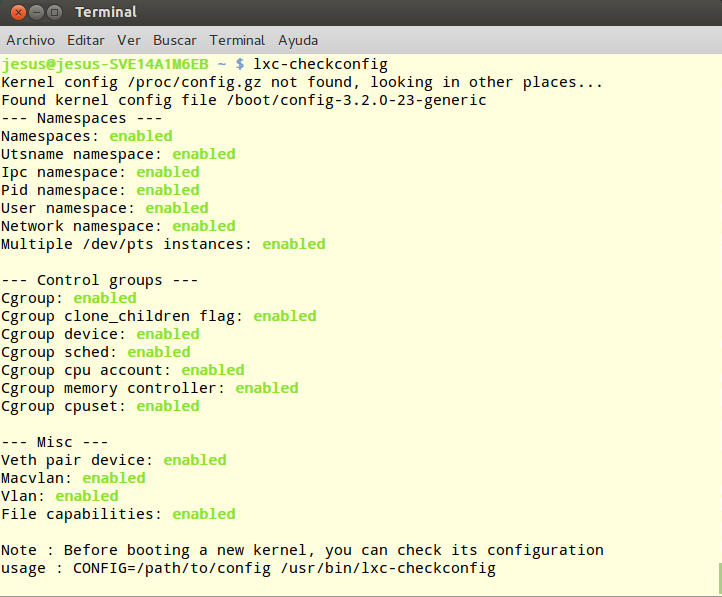 Terminal
Archivo Editar Ver Buscar Terminal Ayuda
jesus@jesus-SVE14A1M6EB ~ $ lxc-checkconfig
Kernel config /proc/config.gz not found, looking in other places...
Found kernel config file /boot/config-3.2.0-23-generic
--- Namespaces ---
Namespaces: enabled
Utsname namespace: enabled
Ipc namespace: enabled
Pid namespace: enabled
User namespace: enabled
Network namespace: enabled
Multiple /dev/pts instances: enabled

--- Control groups ---
Cgroup: enabled
Cgroup clone_children flag: enabled
Cgroup device: enabled
Cgroup sched: enabled
Cgroup cpu account: enabled
Cgroup memory controller: enabled
Cgroup cpuset: enabled

--- Misc ---
Veth pair device: enabled
Macvlan: enabled
Vlan: enabled
File capabilities: enabled

Note : Before booting a new kernel, you can check its configuration
usage : CONFIG=/path/to/config /usr/bin/lxc-checkconfig